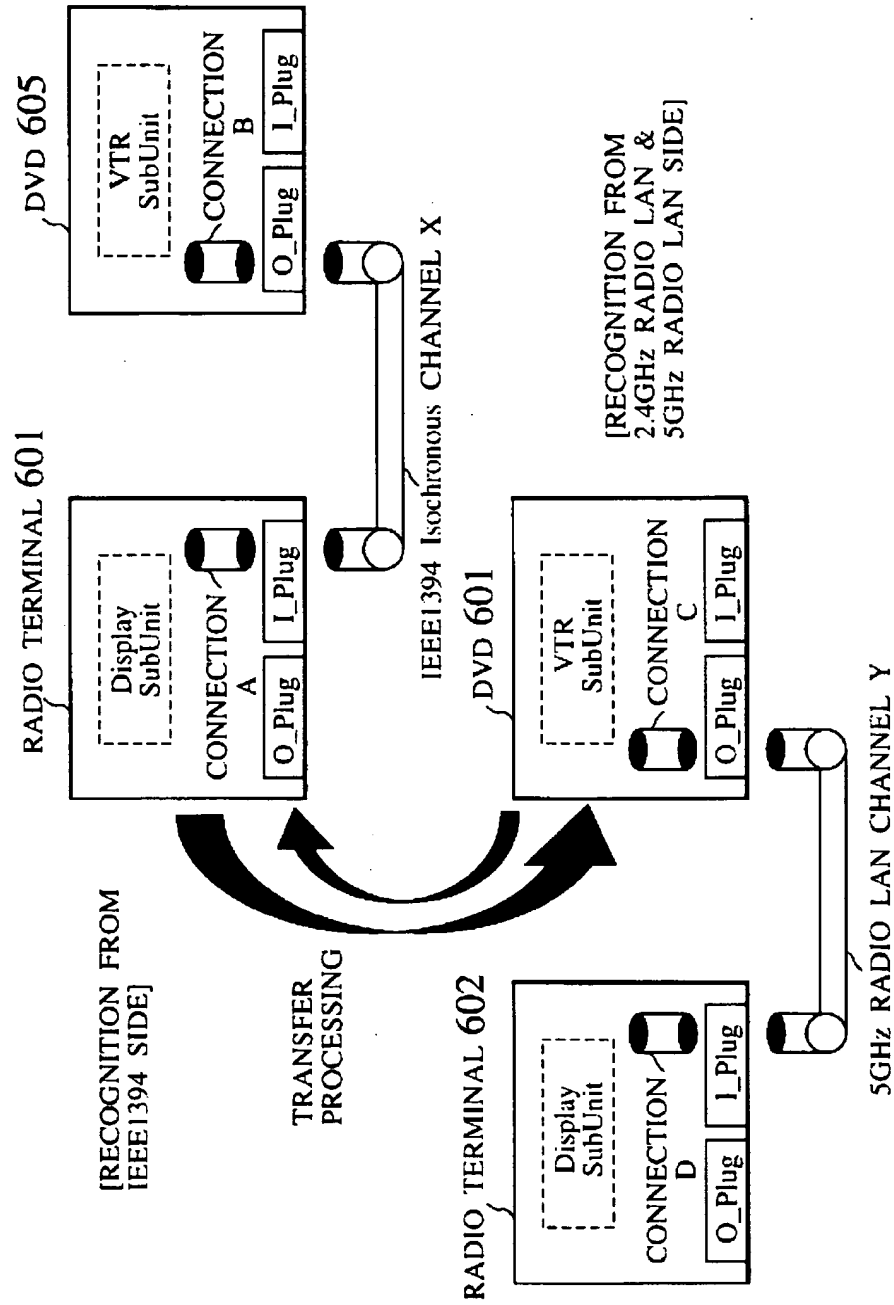 [RECOGNITION FROM
IEEE1394 SIDE]
TRANSFER
PROCESSING
RADIO TERMINAL 601
Display
SubUnit
CONNECTION
A
O_Plug
I_Plug
DVD 605
VTR
SubUnit
CONNECTION
B
O_Plug
I_Plug
IEEE1394 Isochronous CHANNEL X
RADIO TERMINAL 602
Display
SubUnit
CONNECTION
D
O_Plug
I_Plug
DVD 601
VTR
SubUnit
CONNECTION
C
O_Plug
I_Plug
[RECOGNITION FROM
2.4GHz RADIO LAN &
5GHz RADIO LAN SIDE]
5GHz RADIO LAN CHANNEL Y